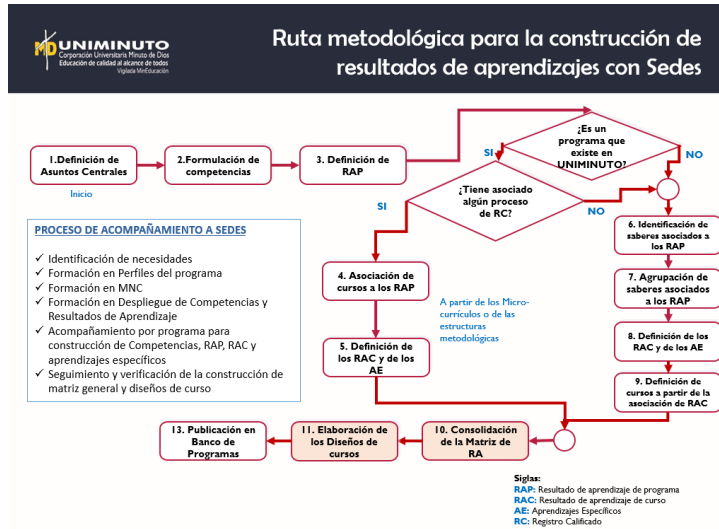 UNIMINUTO
Corporación Universitaria Minuto de Dios
Educación de calidad al alcance de todos
Vigilada MinEducación
Ruta metodológica para la construcción de
resultados de aprendizajes con Sedes
1.Definición de
Asuntos Centrales
Inicio
2.Formulación de
competencias
3. Definición de
RAP
¿Es un
programa que
existe en
UNIMINUTO?
SI
NO
¿Tiene asociado
algún proceso
de RC?
SI
NO
PROCESO DE ACOMPAÑAMIENTO A SEDES
✓ Identificación de necesidades
✓ Formación en Perfiles del programa
✓ Formación en MNC
✓ Formación en Despliegue de Competencias y
Resultados de Aprendizaje
✓ Acompañamiento por programa para
construcción de Competencias, RAP, RAC y
aprendizajes específicos
✓ Seguimiento y verificación de la construcción de
matriz general y diseños de curso
4. Asociación de
cursos a los RAP
A partir de los Micro-
currículos o de las
estructuras
metodológicas
5. Definición de
los RAC y de los
AE
6. Identificación de
saberes asociados a
los RAP
7. Agrupación de
saberes asociados
a los RAP
8. Definición de los
RAC y de los AE
9. Definición de
cursos a partir de la
asociación de RAC
13. Publicación en
Banco de
Programas
11. Elaboración de
los Diseños de
cursos
10. Consolidación
de la Matriz de
RA
Siglas:
RAP: Resultado de aprendizaje de programa
RAC: Resultado de aprendizaje de curso
AE: Aprendizajes Específicos
RC: Registro Calificado